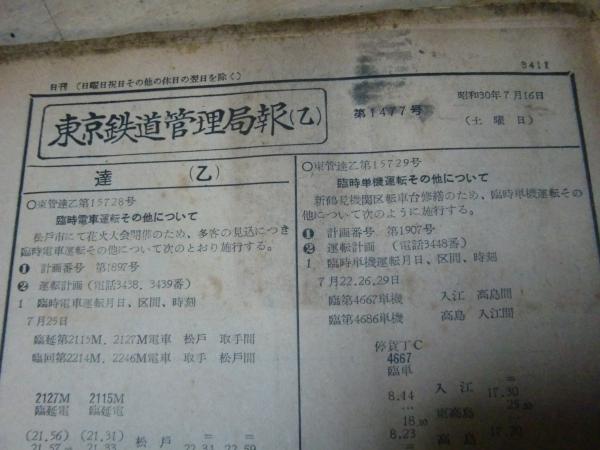 日刊 (日曜日祝日その他の休日の翌日を除く)
3411
東京鉄道管理局報(乙)
第1477号
昭和30年7月16日
(土曜日)
達 (乙)
○東管達乙第15728号
臨時電車運転その他について
松戸市にて花火大会開催のため、多客の見込につき
臨時電車運転その他について次のとおり施行する。
❶ 計画番号 第1897号
❷ 運転計画 (電話3438、3439番)
1 臨時電車運転月日、区間、時刻
7月25日
臨延第2115M、2127M電車 松戸 取手間
臨回第2214M、2246M電車 取手 松戸間
2127M 2115M
臨延電 臨延電
(21.56) (21.31) 松戸 = =
○東管達乙第15729号
臨時単機運転その他について
新鶴見機関区転車台修繕のため、臨時単機運転その
他について次のように施行する。
❶ 計画番号 第1907号
❷ 運転計画 (電話3448番)
1 臨時単機運転月日、区間、時刻
7月22.26.29日
臨第4667単機 入江 高島間
臨第4686単機 高島 入江間
停貨丁C
4667
臨単
8.14 入江 17.30
… 東高島
8.23 高島